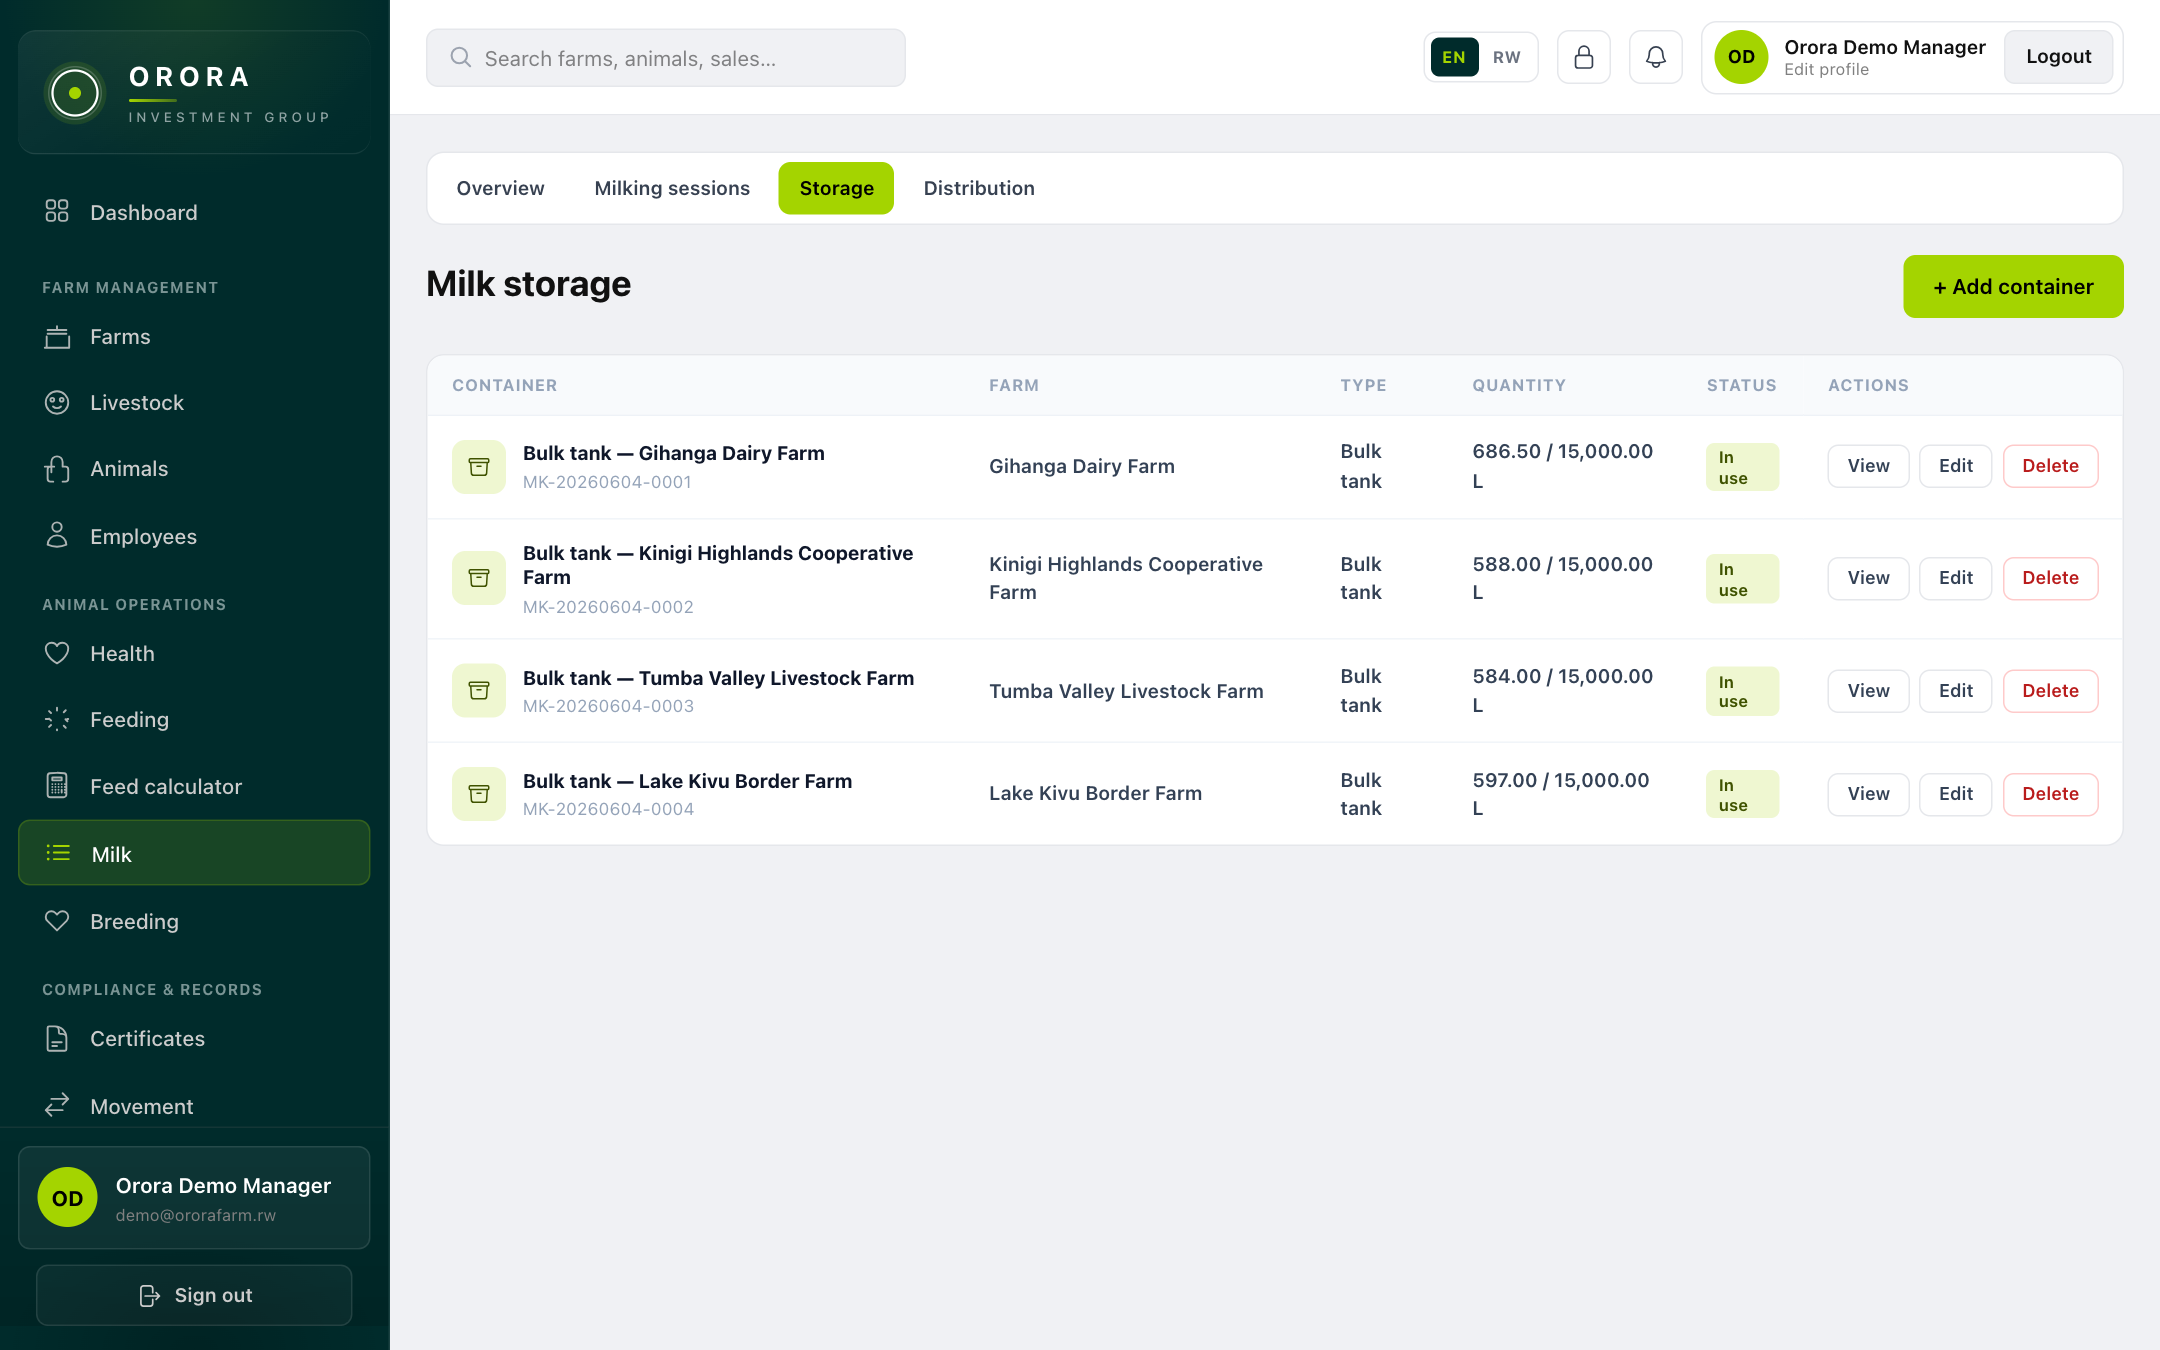 ORORA
INVESTMENT GROUP
Dashboard
FARM MANAGEMENT
Farms
Livestock
Animals
Employees
ANIMAL OPERATIONS
Health
Feeding
Feed calculator
Milk
Breeding
COMPLIANCE & RECORDS
Certificates
Movement
OD
Orora Demo Manager
demo@ororafarm.rw
Sign out
Search farms, animals, sales...
EN RW
OD
Orora Demo Manager
Edit profile
Logout
Overview Milking sessions Storage Distribution
Milk storage
+ Add container
CONTAINER FARM TYPE QUANTITY STATUS ACTIONS
Bulk tank — Gihanga Dairy Farm
MK-20260604-0001
Gihanga Dairy Farm
Bulk
tank
686.50 / 15,000.00
L
In
use
View Edit Delete
Bulk tank — Kinigi Highlands Cooperative
Farm
MK-20260604-0002
Kinigi Highlands Cooperative
Farm
Bulk
tank
588.00 / 15,000.00
L
In
use
View Edit Delete
Bulk tank — Tumba Valley Livestock Farm
MK-20260604-0003
Tumba Valley Livestock Farm
Bulk
tank
584.00 / 15,000.00
L
In
use
View Edit Delete
Bulk tank — Lake Kivu Border Farm
MK-20260604-0004
Lake Kivu Border Farm
Bulk
tank
597.00 / 15,000.00
L
In
use
View Edit Delete